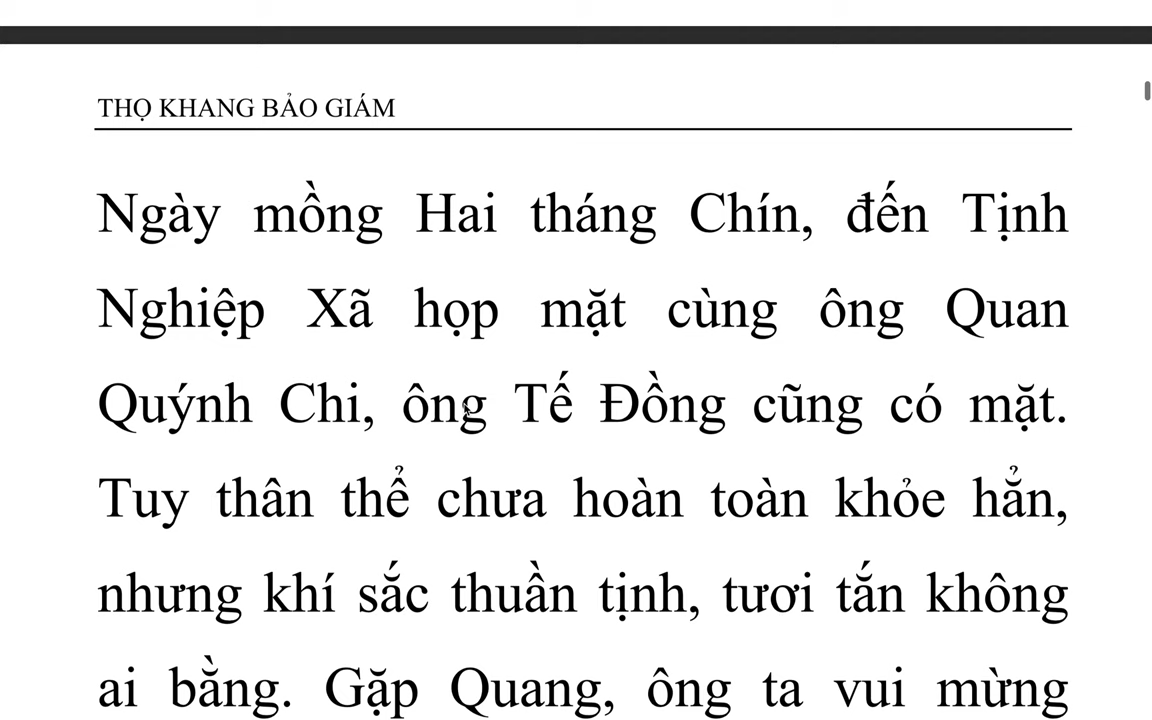 THỌ KHANG BẢO GIÁM
Ngày mồng Hai tháng Chín, đến Tịnh
Nghiệp Xã họp mặt cùng ông Quan
Quýnh Chi, ông Tế Đồng cũng có mặt.
Tuy thân thể chưa hoàn toàn khỏe hẳn,
nhưng khí sắc thuần tịnh, tươi tắn không
ai bằng. Gặp Quang, ông ta vui mừng